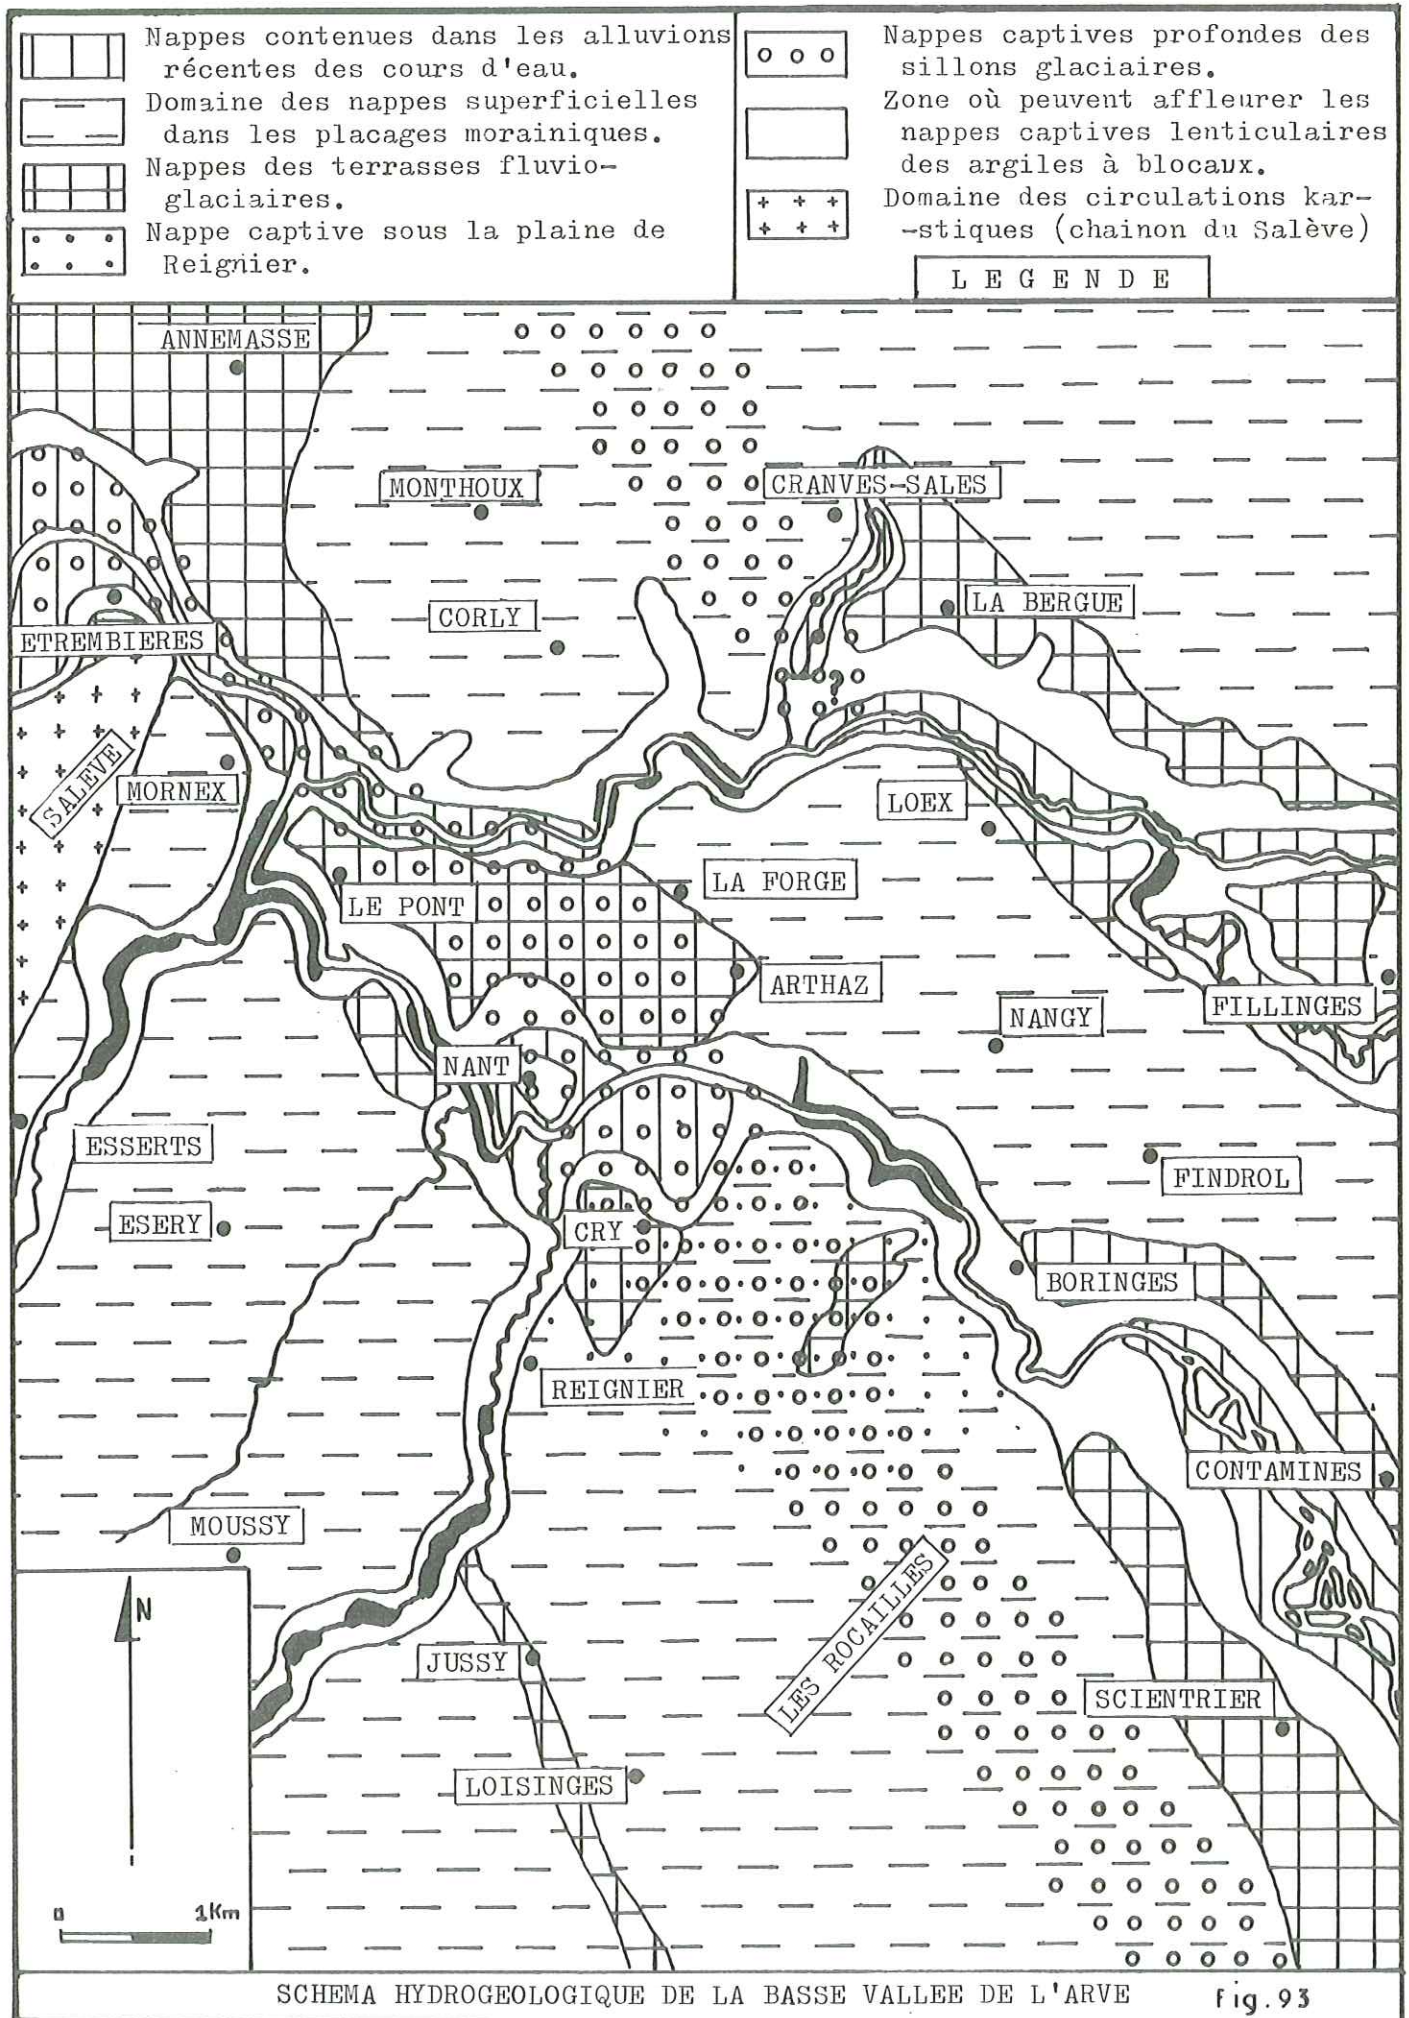 Nappes contenues dans les alluvions
récentes des cours d'eau.
Domaine des nappes superficielles
dans les placages morainiques.
Nappes des terrasses fluvio-
glaciaires.
Nappe captive sous la plaine de
Reignier.
Nappes captives profondes des
sillons glaciaires.
Zone où peuvent affleurer les
nappes captives lenticulaires
des argiles à blocaux.
Domaine des circulations kar-
-stiques (chainon du Salève)
LEGENDE
ANNEMASSE
MONTHOUX
CRANVES-SALES
CORLY
LA BERGUE
ETREMBIERES
?
SALEVE
MORNEX
LOEX
LA FORGE
LE PONT
ARTHAZ
FILLINGES
NANGY
NANT
ESSERTS
FINDROL
ESERY
CRY
BORINGES
REIGNIER
CONTAMINES
MOUSSY
LES ROCAILLES
N
JUSSY
SCIENTRIER
LOISINGES
0 1Km
SCHEMA HYDROGEOLOGIQUE DE LA BASSE VALLEE DE L'ARVE Fig.93